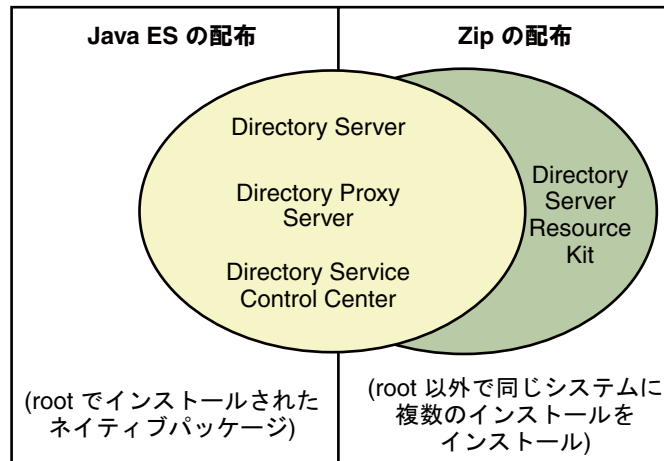 Java ES の配布
Zip の配布
Directory Server
Directory Proxy
Server
Directory Service
Control Center
Directory
Server
Resource
Kit
(root でインストールされた
ネイティブパッケージ)
(root 以外で同じシステムに
複数のインストールを
インストール)